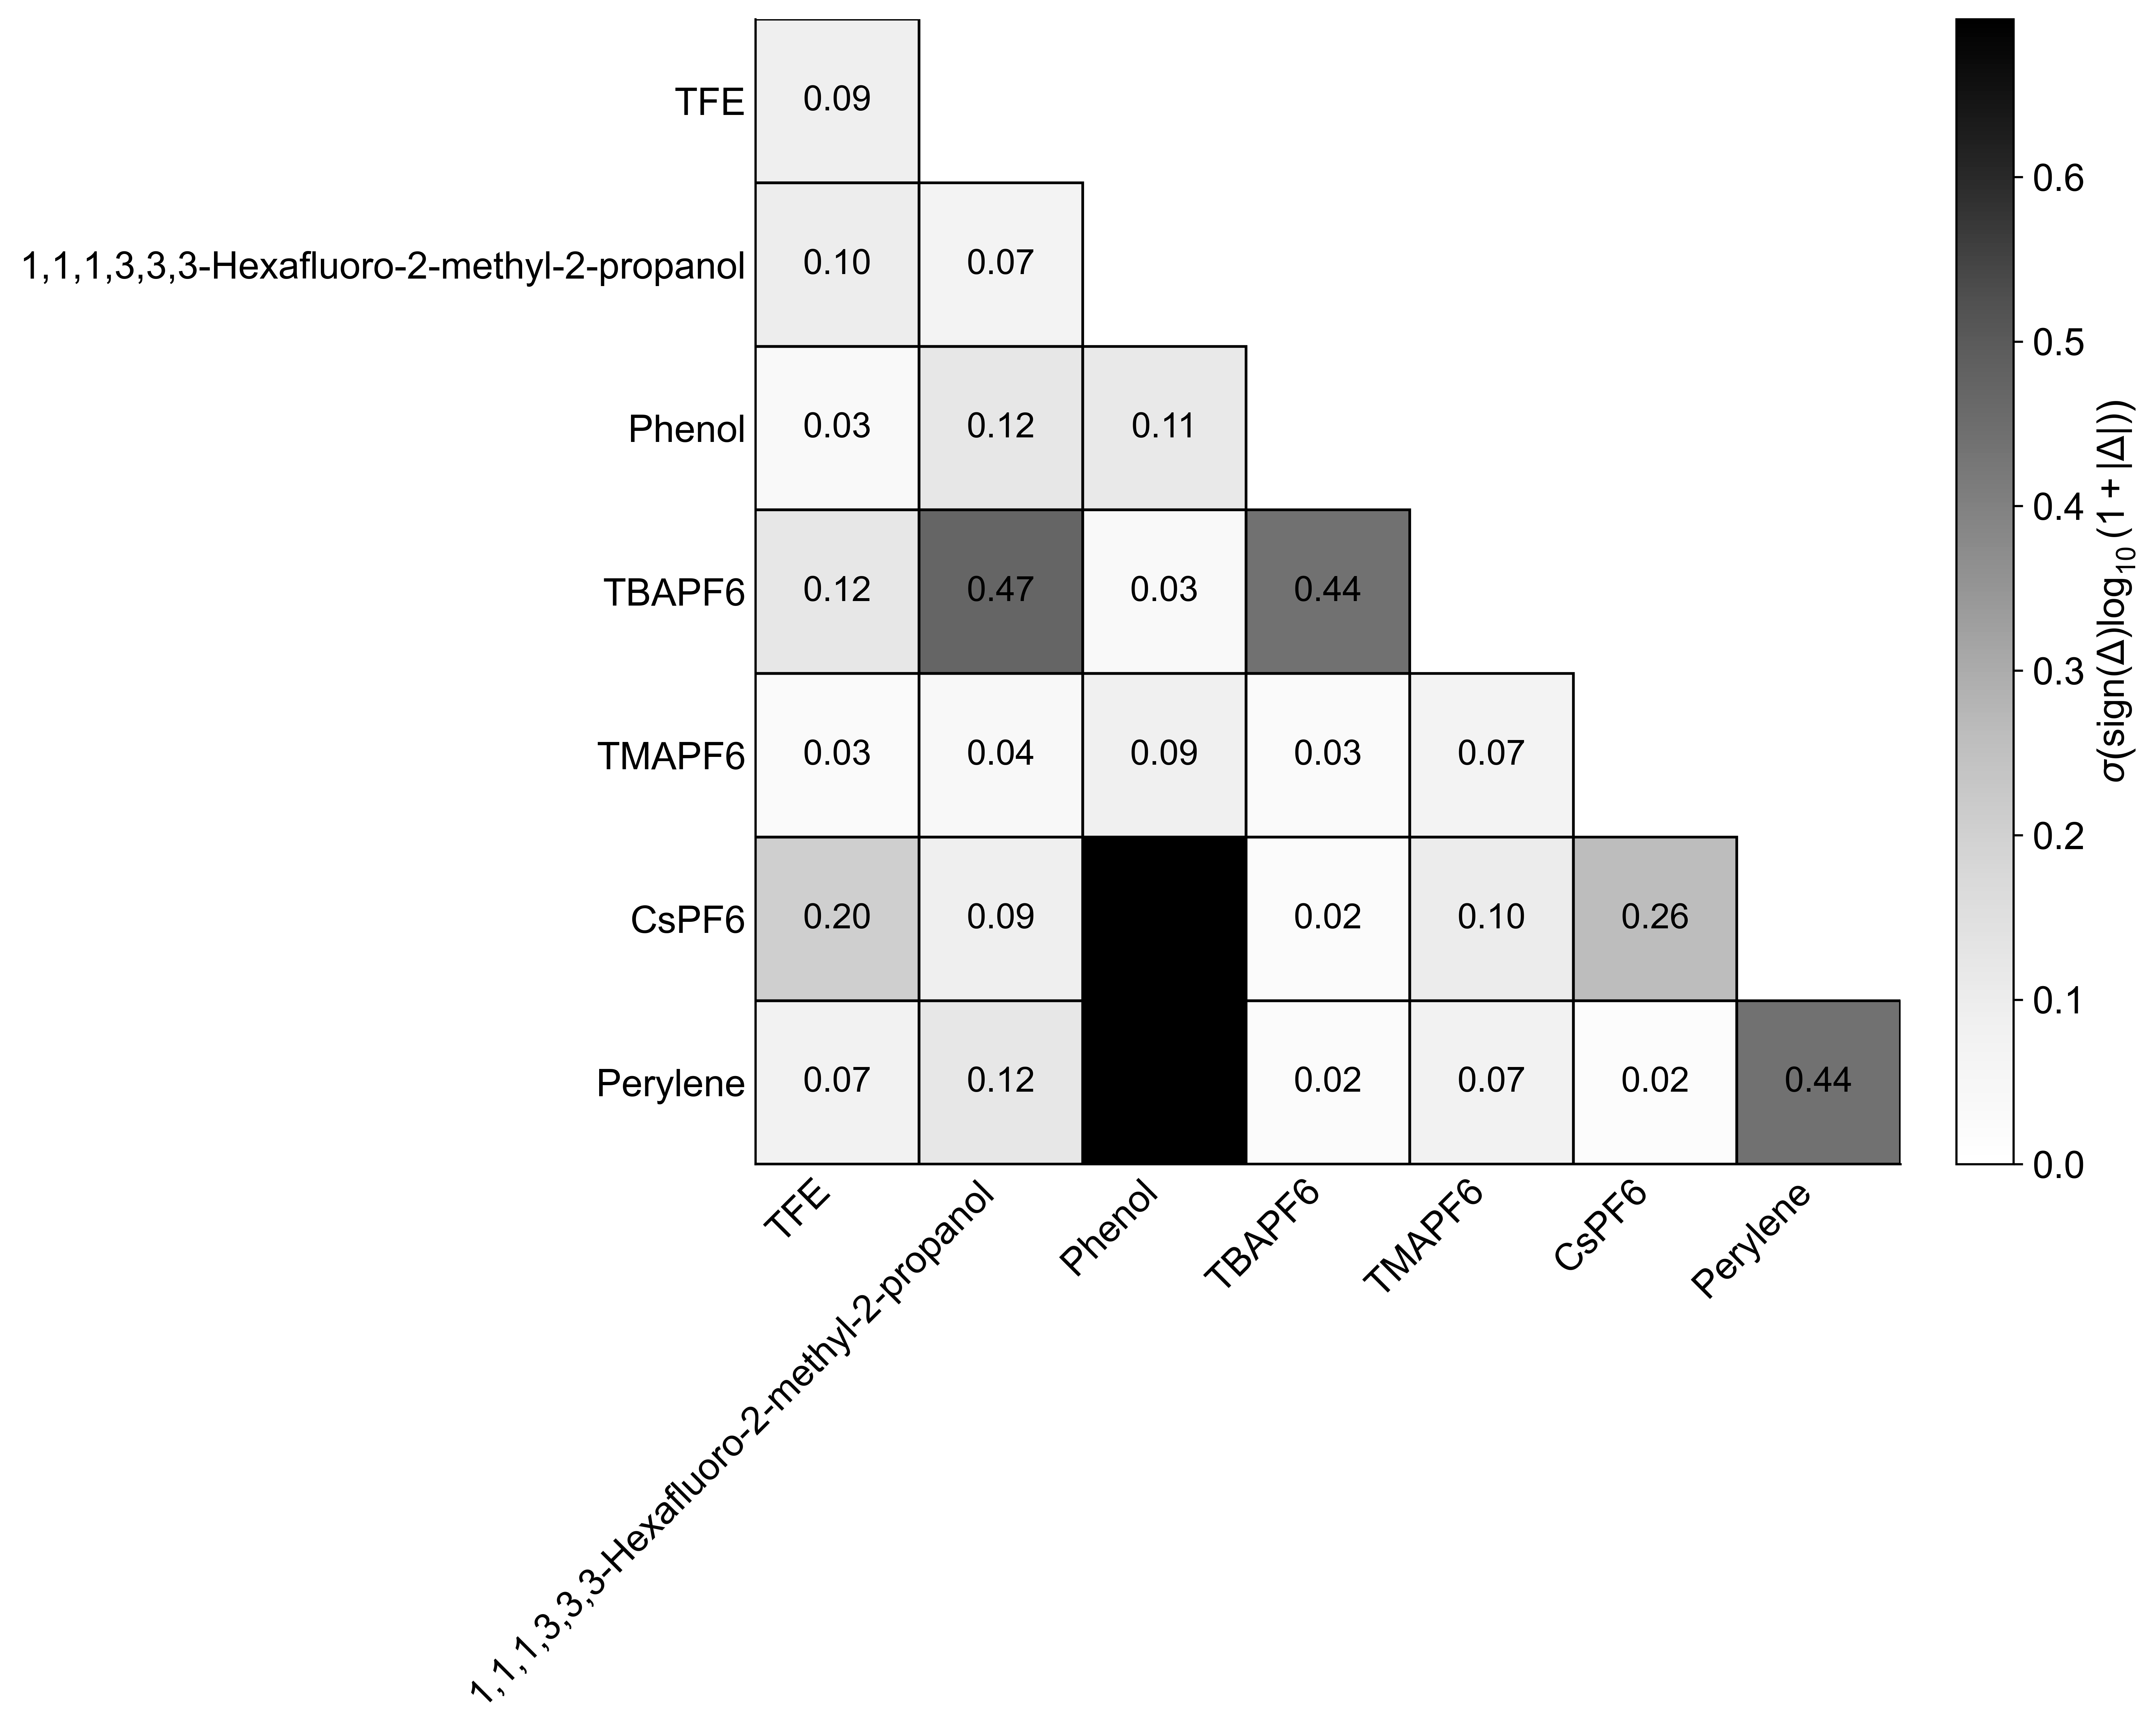 TFE
0.09
1,1,1,3,3,3-Hexafluoro-2-methyl-2-propanol
0.10 0.07
Phenol
0.03 0.12 0.11
TBAPF6
0.12 0.47 0.03 0.44
TMAPF6
0.03 0.04 0.09 0.03 0.07
CsPF6
0.20 0.09 0.02 0.10 0.26
Perylene
0.07 0.12 0.02 0.07 0.02 0.44
TFE
1,1,1,3,3,3-Hexafluoro-2-methyl-2-propanol
Phenol
TBAPF6
TMAPF6
CsPF6
Perylene
0.6
0.5
0.4
0.3
0.2
0.1
0.0
σ(sign(Δ)log₁₀(1 + |Δ|))